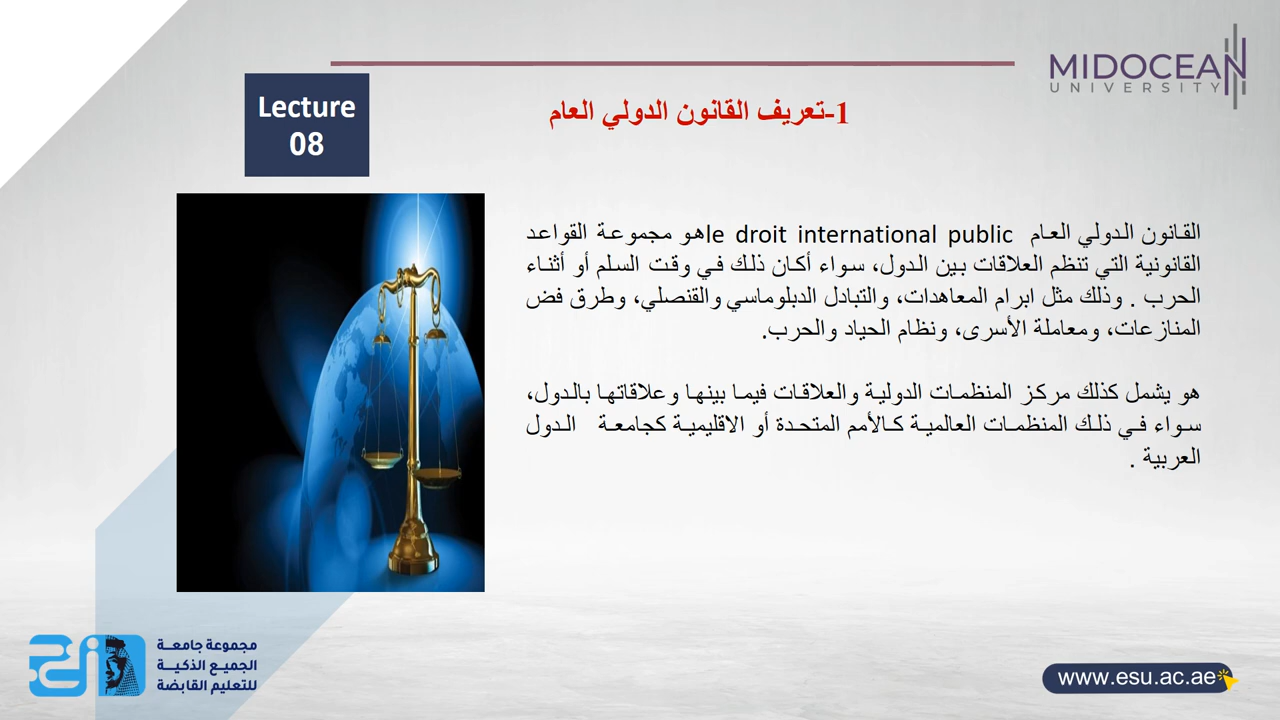 MIDOCEAN
UNIVERSITY
Lecture
08
1-تعريف القانون الدولي العام
القانون الدولي العام le droit international public هو مجموعة القواعد
القانونية التي تنظم العلاقات بين الدول، سواء أكان ذلك في وقت السلم أو أثناء
الحرب . وذلك مثل ابرام المعاهدات، والتبادل الدبلوماسي والقنصلي، وطرق فض
المنازعات، ومعاملة الأسرى، ونظام الحياد والحرب.
هو يشمل كذلك مركز المنظمات الدولية والعلاقات فيما بينها وعلاقاتها بالدول،
سواء في ذلك المنظمات العالمية كالأمم المتحدة أو الاقليمية كجامعة الدول
العربية .
مجموعة جامعة
الجميع الذكية
للتعليم القابضة
www.esu.ac.ae